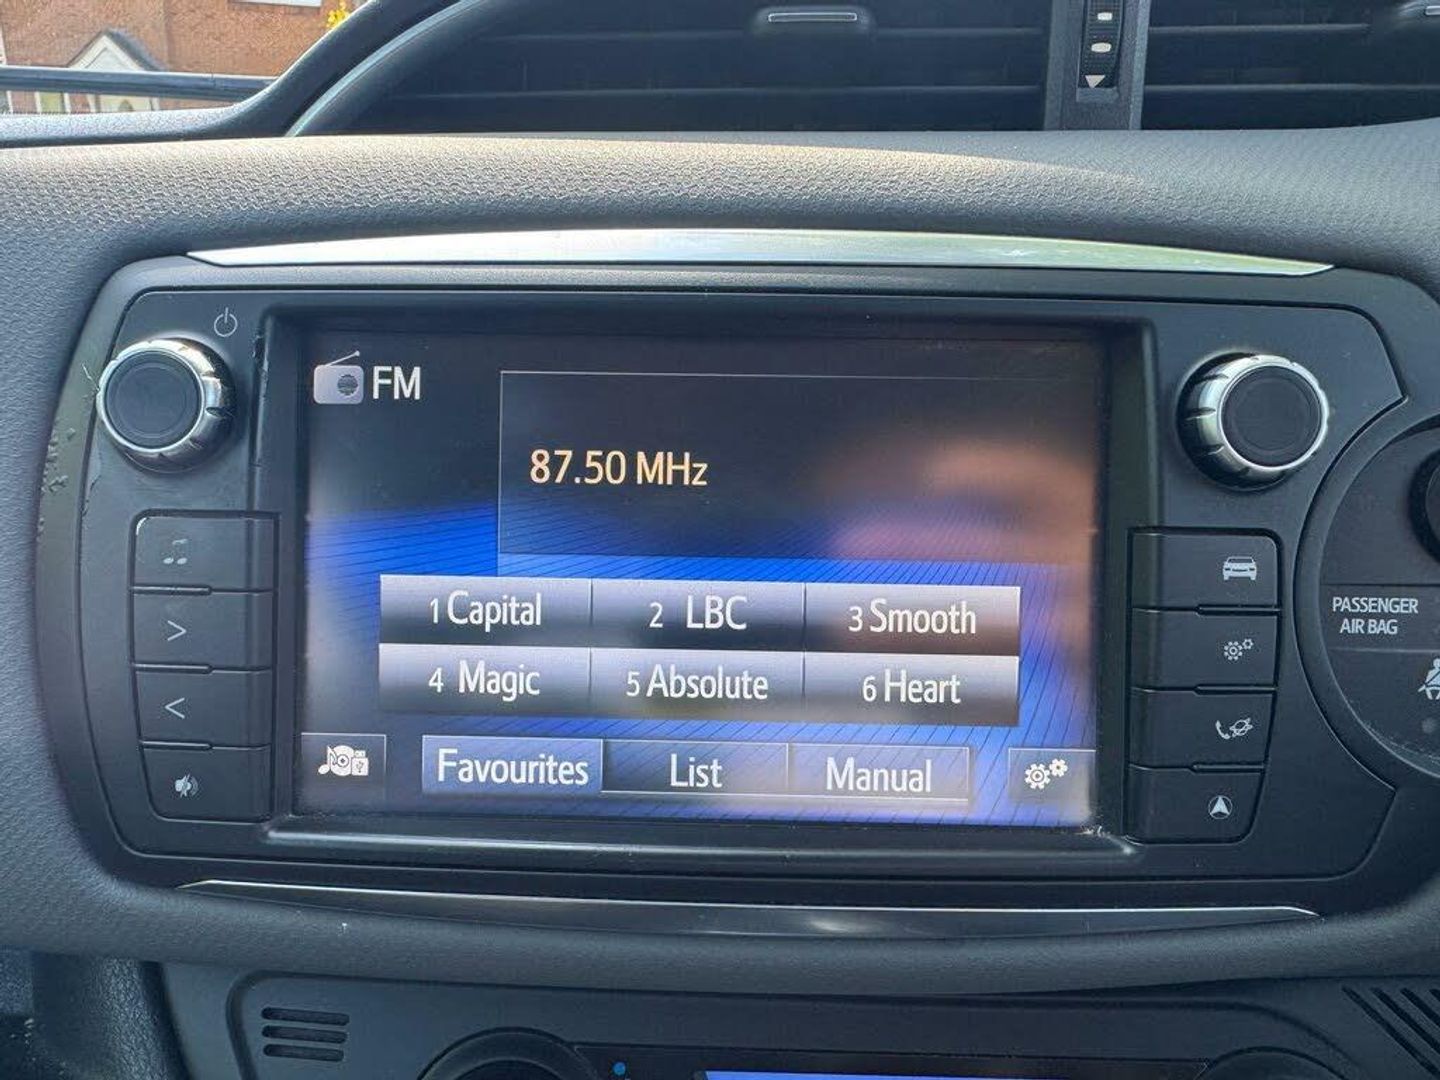 FM
87.50 MHz
1 Capital 2 LBC 3 Smooth
4 Magic 5 Absolute 6 Heart
Favourites List Manual
PASSENGER
AIR BAG